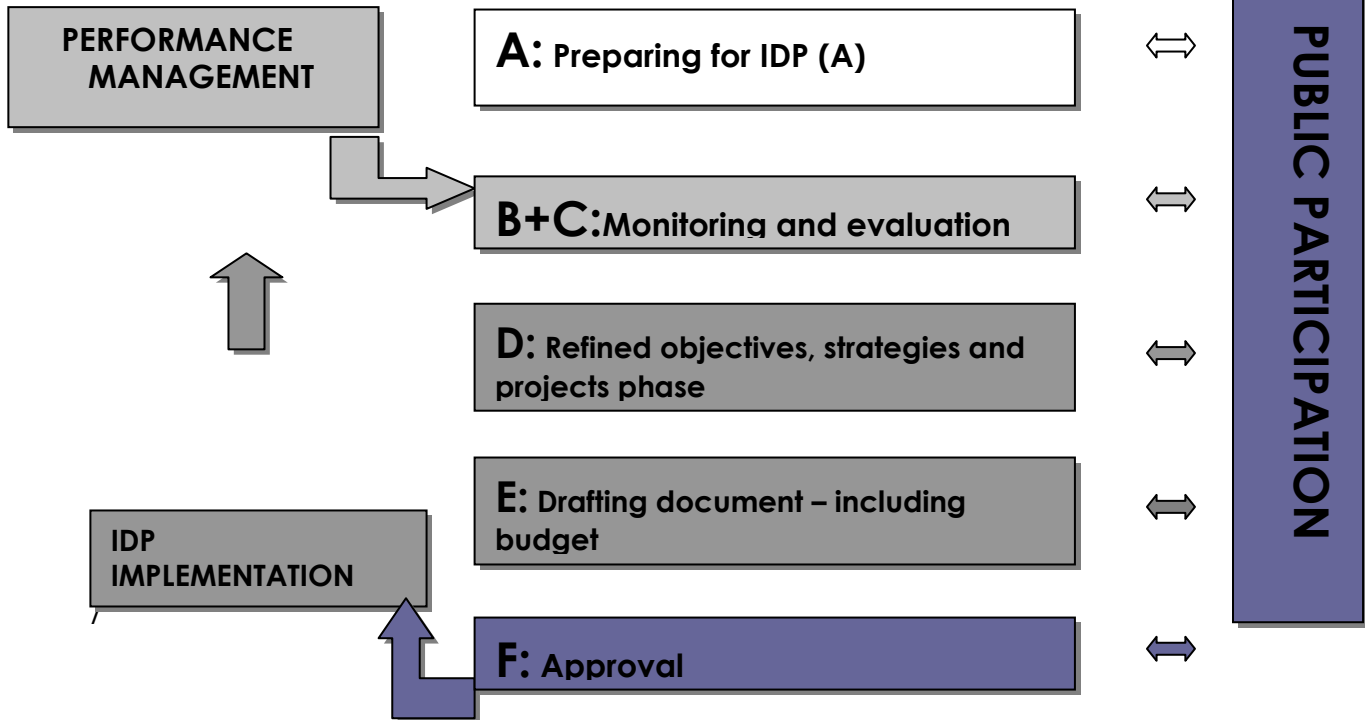 PERFORMANCE
MANAGEMENT
A: Preparing for IDP (A)
B+C:Monitoring and evaluation
D: Refined objectives, strategies and
projects phase
E: Drafting document – including
budget
IDP
IMPLEMENTATION
/
F: Approval
PUBLIC PARTICIPATION